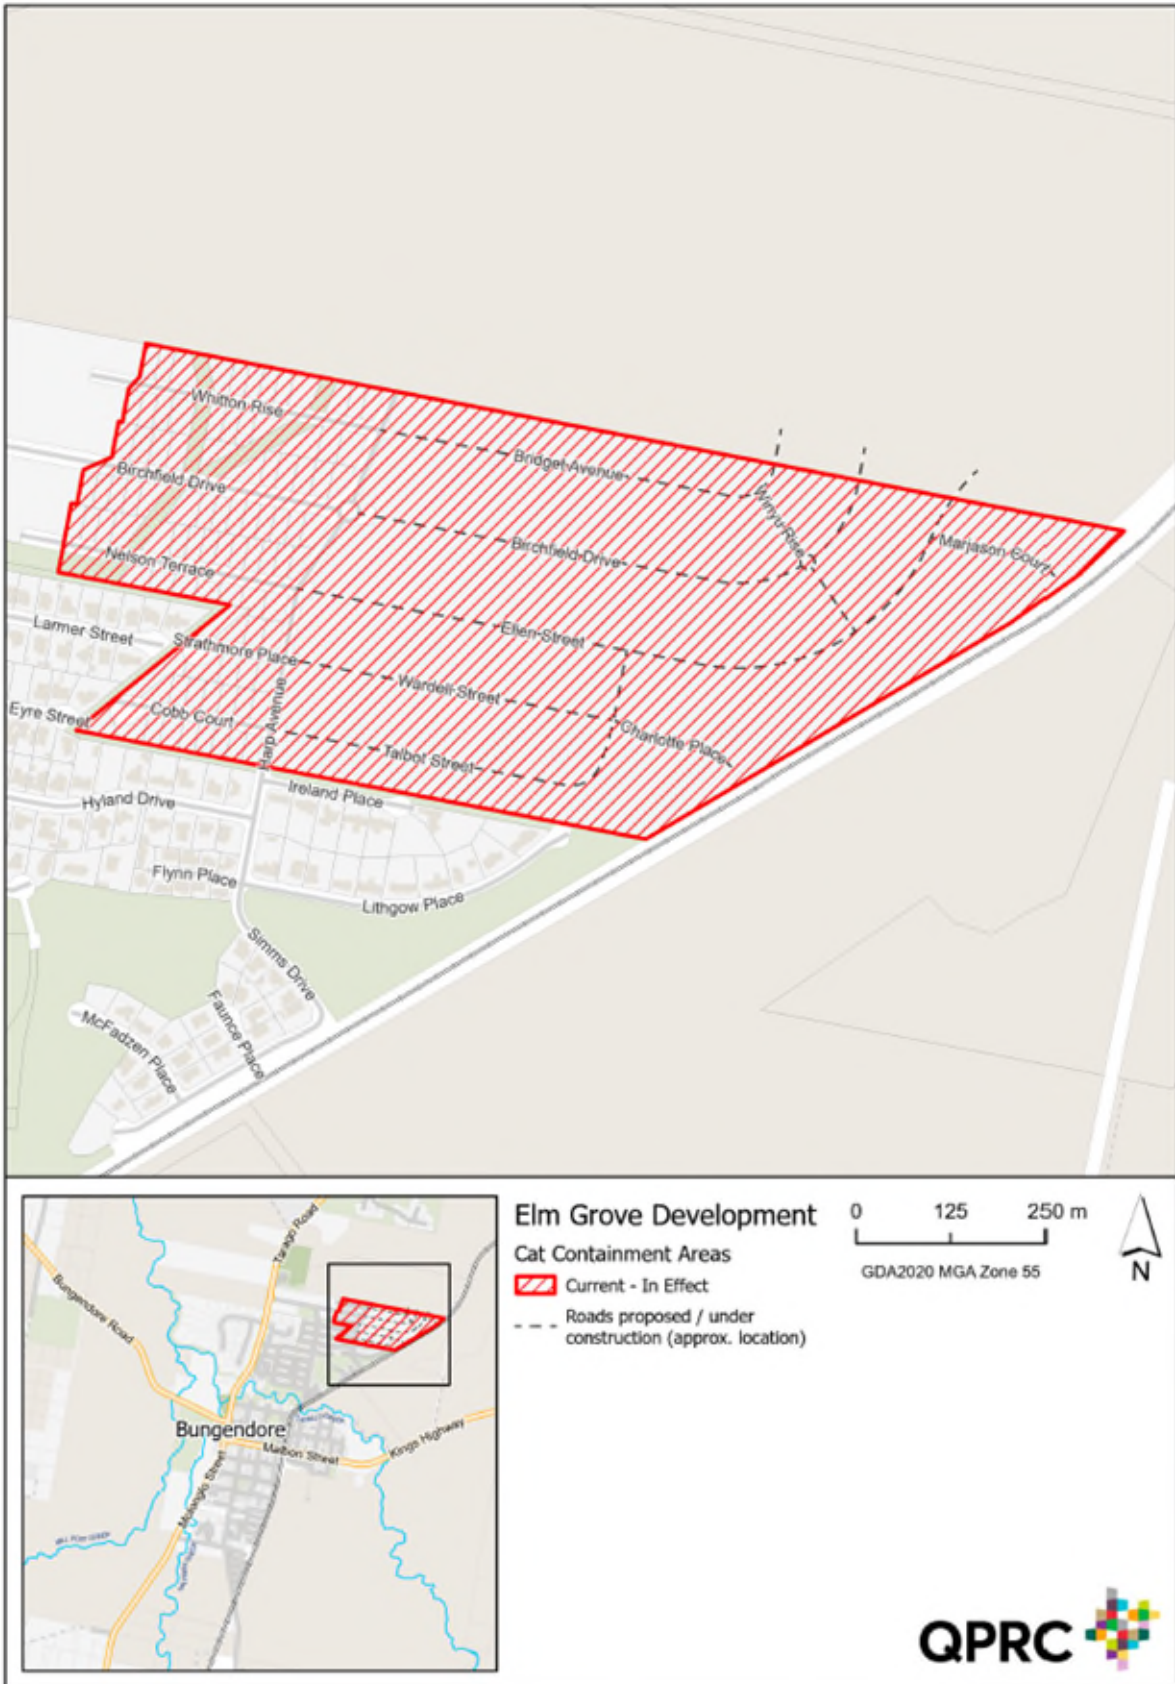 Whitton Rise
Bridget Avenue
Birchfield Drive
Winyu Rise
Marjason Court
Birchfield Drive
Nelson Terrace
Ellen Street
Larmer Street
Strathmore Place
Wardell Street
Charlotte Place
Eyre Street
Cobb Court
Harp Avenue
Talbot Street
Ireland Place
Hyland Drive
Flynn Place
Lithgow Place
Simms Drive
Faunce Place
McFadzen Place
Elm Grove Development
Cat Containment Areas
Current - In Effect
Roads proposed / under
construction (approx. location)
0 125 250 m
GDA2020 MGA Zone 55
N
Tarago Road
Bungendore Road
Bungendore
Malbon Street
Kings Highway
Molonglo Street
QPRC